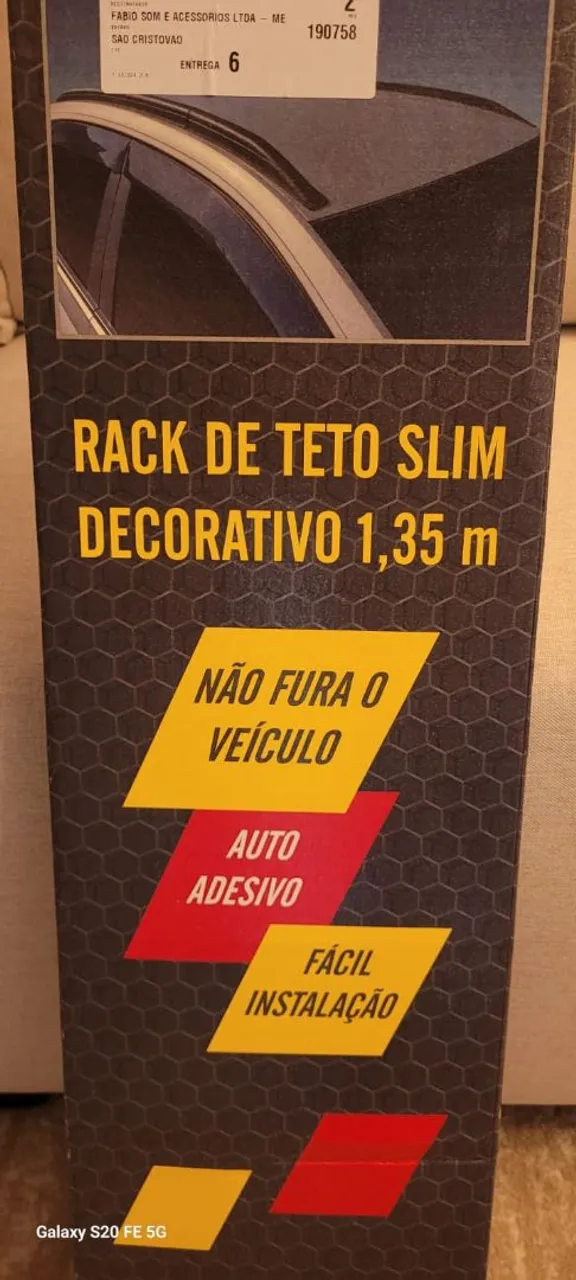 FABIO SOM E ACESSORIOS LTDA – ME
2
190758
SAO CRISTOVAO
ENTREGA 6
RACK DE TETO SLIM
DECORATIVO 1,35 m
NÃO FURA O
VEÍCULO
AUTO
ADESIVO
FÁCIL
INSTALAÇÃO
Galaxy S20 FE 5G